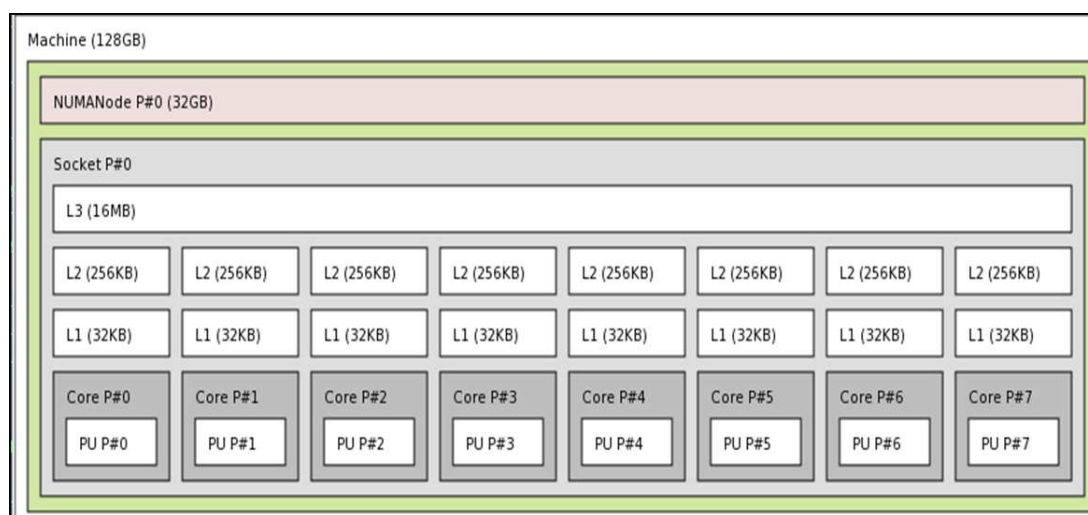 Machine (128GB)
NUMANode P#0 (32GB)
Socket P#0
L3 (16MB)
L2 (256KB) L2 (256KB) L2 (256KB) L2 (256KB) L2 (256KB) L2 (256KB) L2 (256KB) L2 (256KB)
L1 (32KB) L1 (32KB) L1 (32KB) L1 (32KB) L1 (32KB) L1 (32KB) L1 (32KB) L1 (32KB)
Core P#0 Core P#1 Core P#2 Core P#3 Core P#4 Core P#5 Core P#6 Core P#7
PU P#0 PU P#1 PU P#2 PU P#3 PU P#4 PU P#5 PU P#6 PU P#7